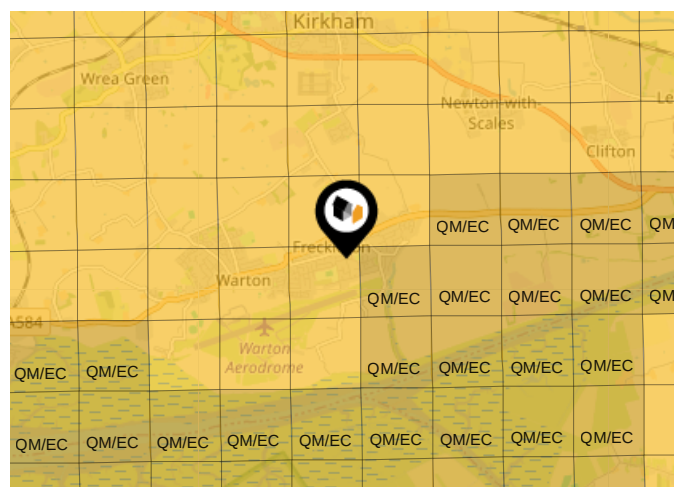 Kirkham
Wrea Green
Newton-with-
Scales
Le
Clifton
QM/EC QM/EC QM/EC QM
Freckl on
Warton
QM/EC QM/EC QM/EC QM/EC QM
A584
Warton
Aerodrome
QM/EC QM/EC QM/EC QM/EC QM/EC QM/EC
QM/EC QM/EC QM/EC QM/EC QM/EC QM/EC QM/EC QM/EC QM/EC